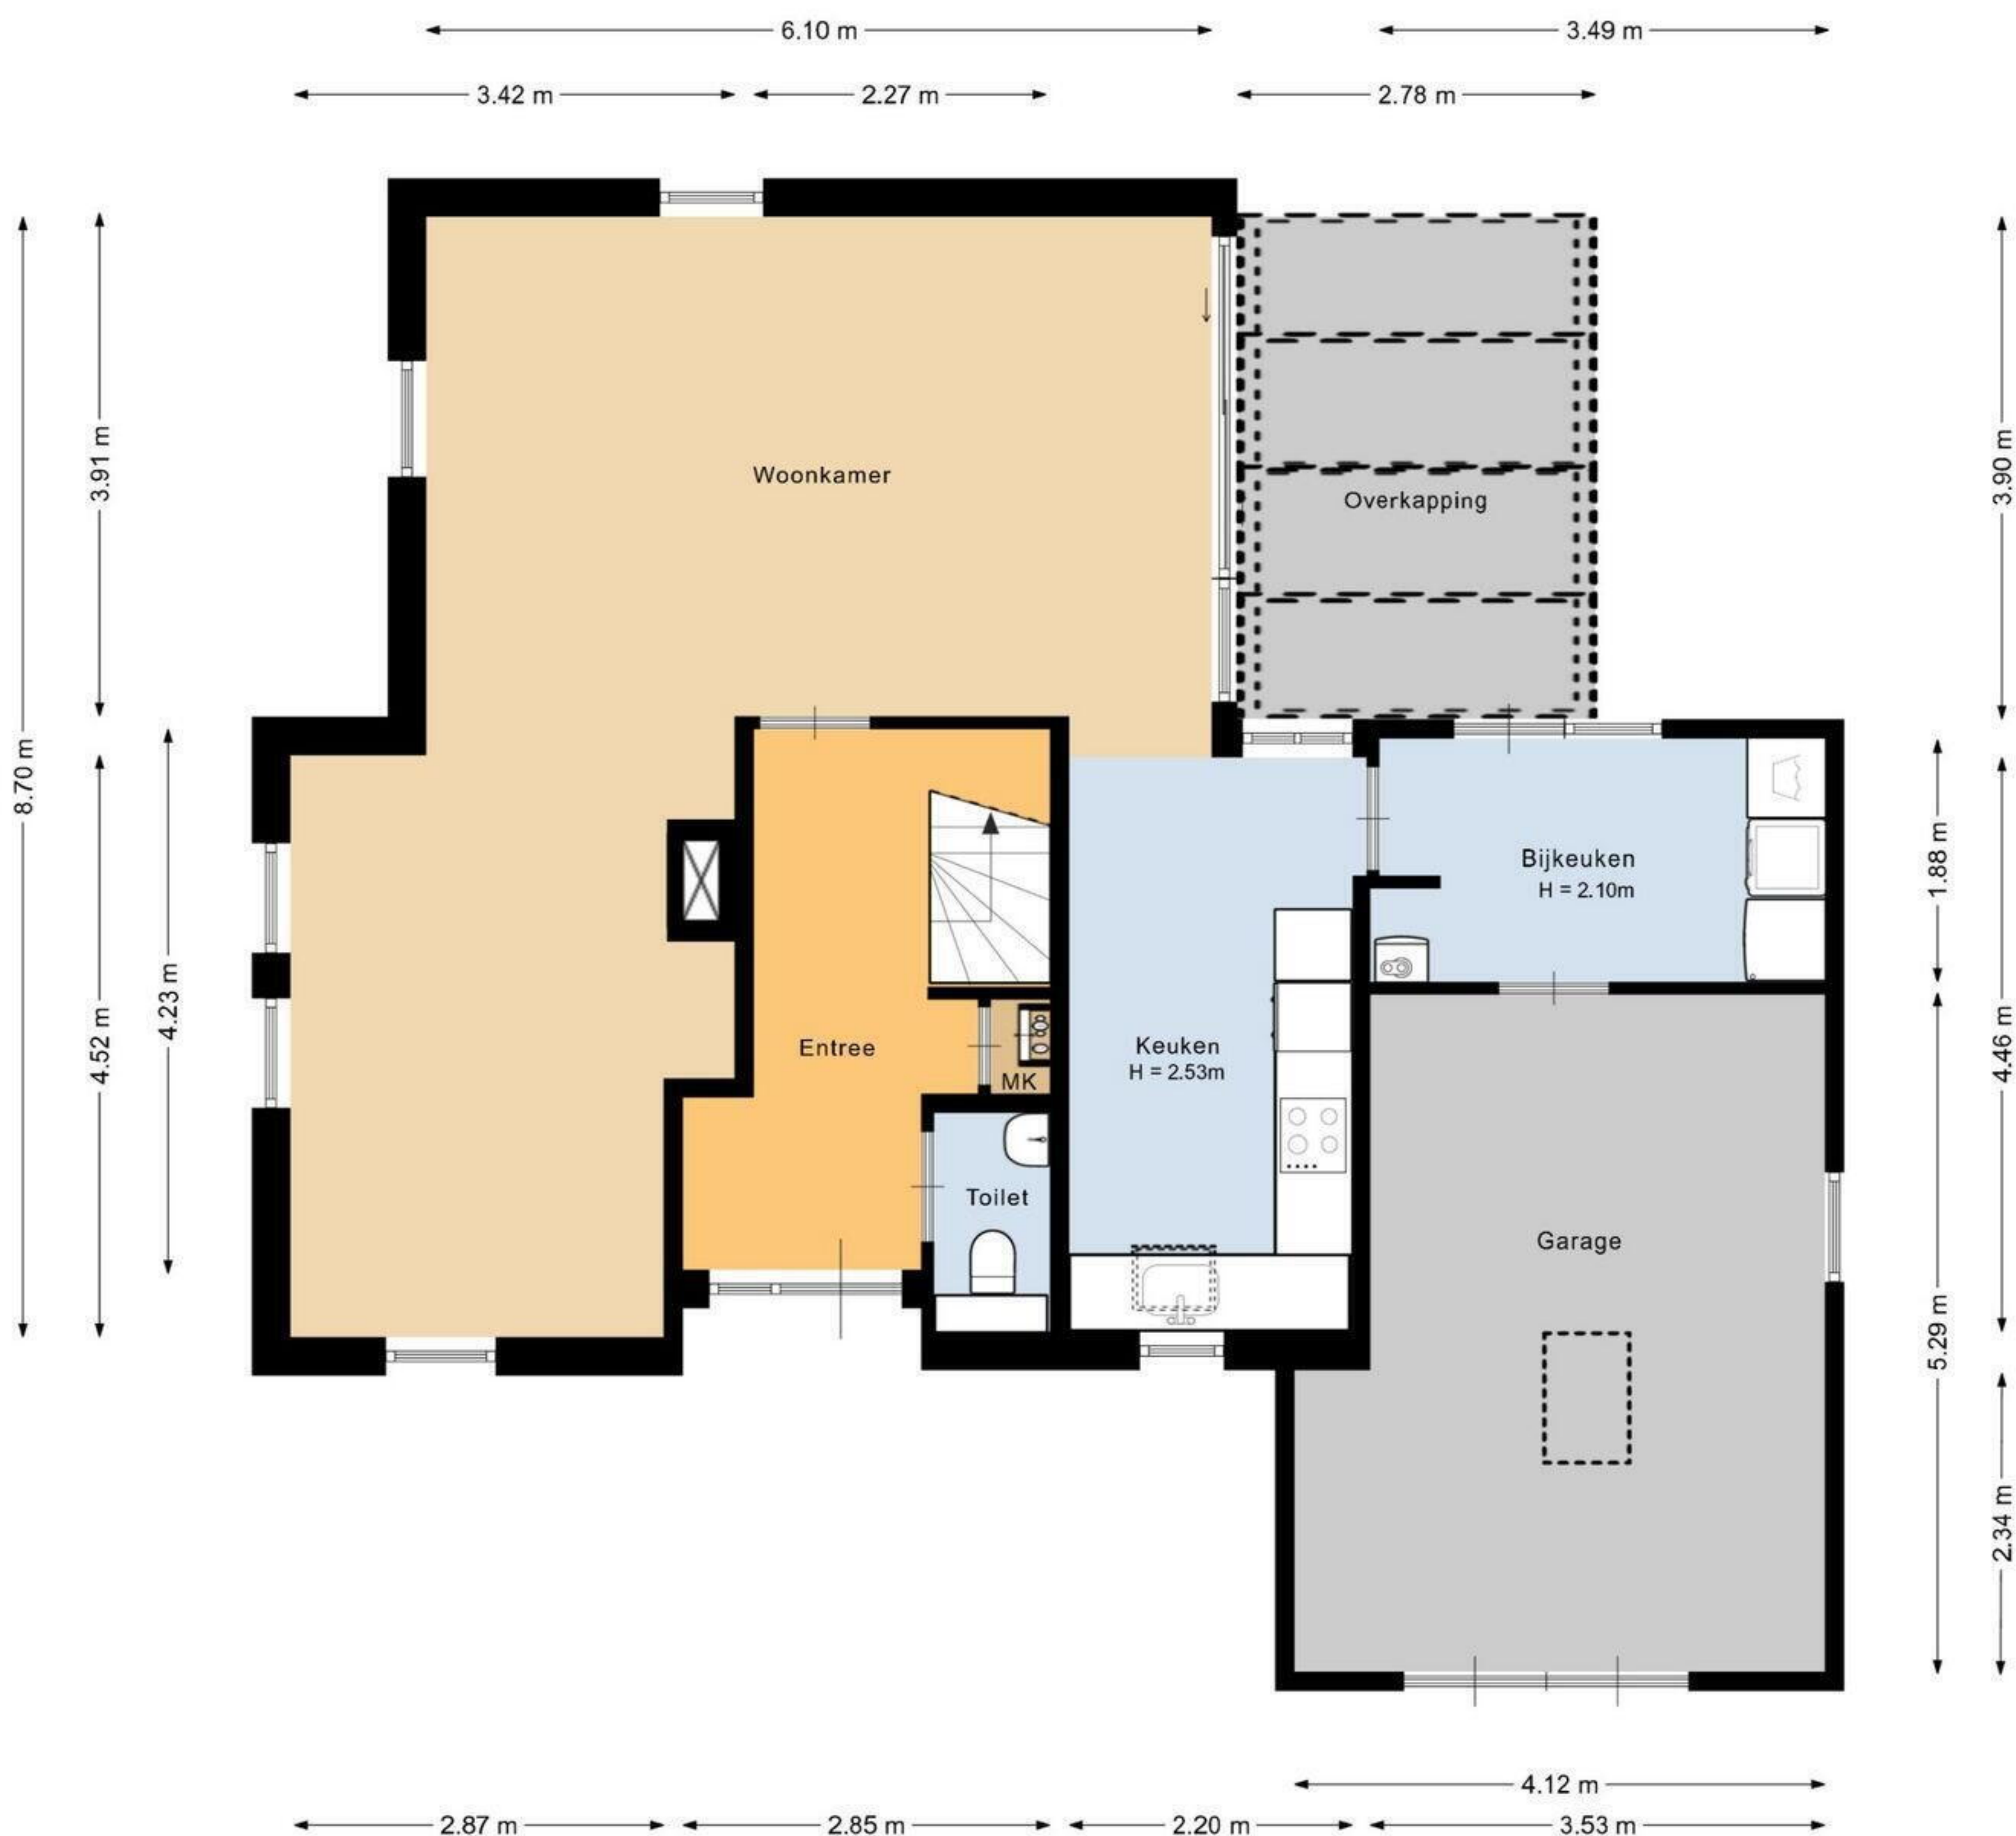 6.10 m
3.49 m
3.42 m
2.27 m
2.78 m
8.70 m
3.91 m
4.52 m
4.23 m
Woonkamer
Overkapping
3.90 m
Bijkeuken
H = 2.10m
1.88 m
Entree
MK
Keuken
H = 2.53m
4.46 m
Toilet
Garage
5.29 m
2.34 m
4.12 m
2.87 m
2.85 m
2.20 m
3.53 m